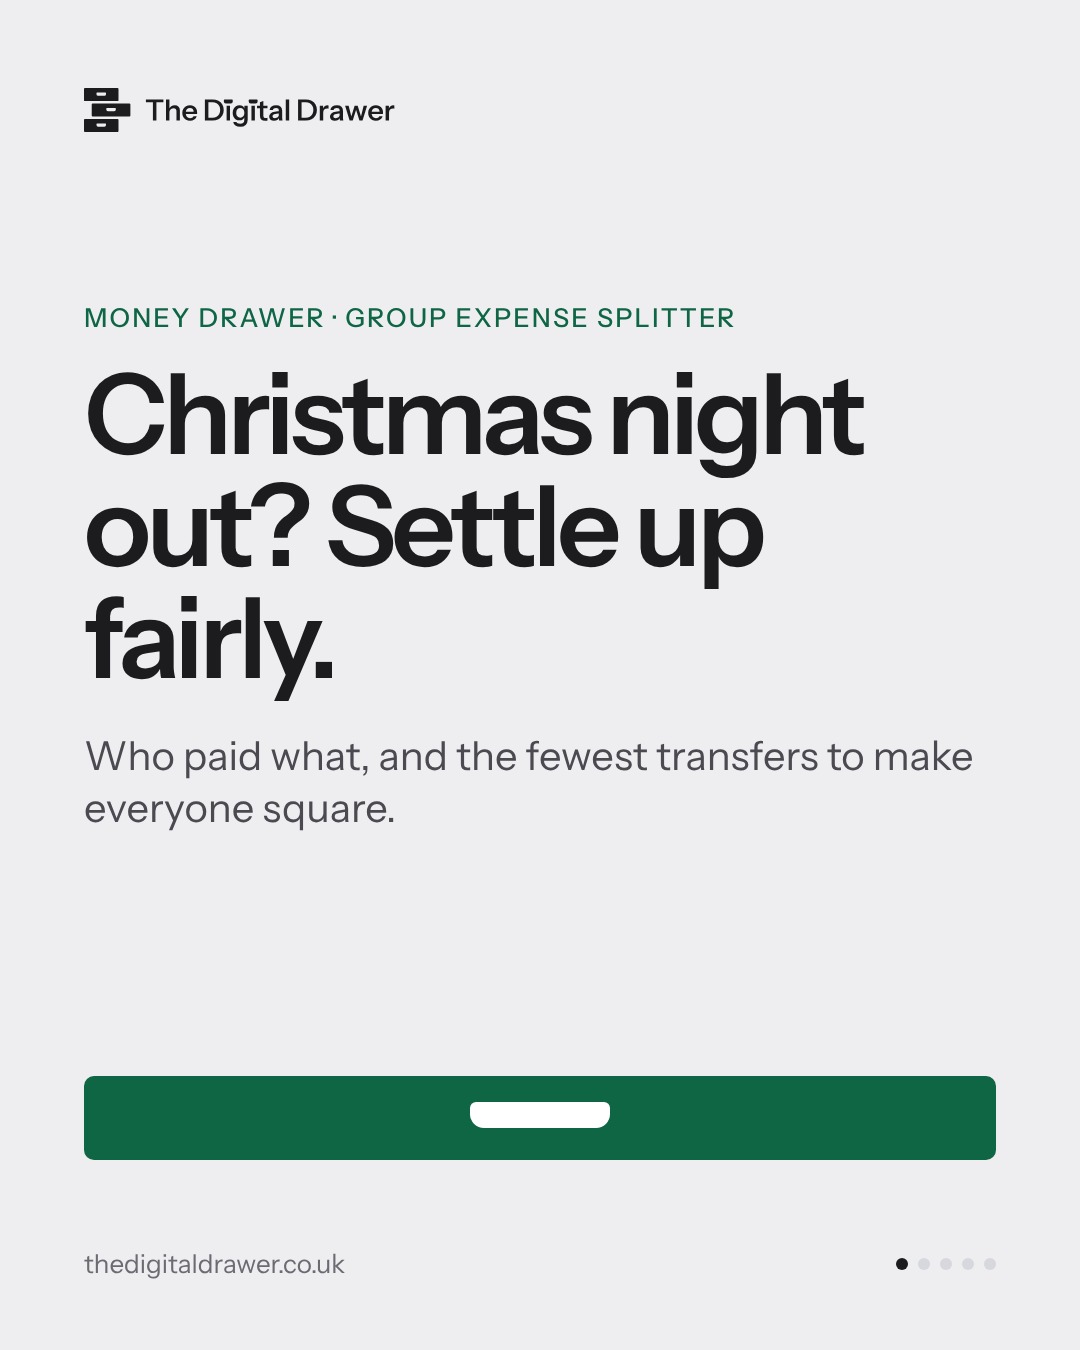 The Digital Drawer
MONEY DRAWER · GROUP EXPENSE SPLITTER
Christmas night
out? Settle up
fairly.
Who paid what, and the fewest transfers to make
everyone square.
thedigitaldrawer.co.uk